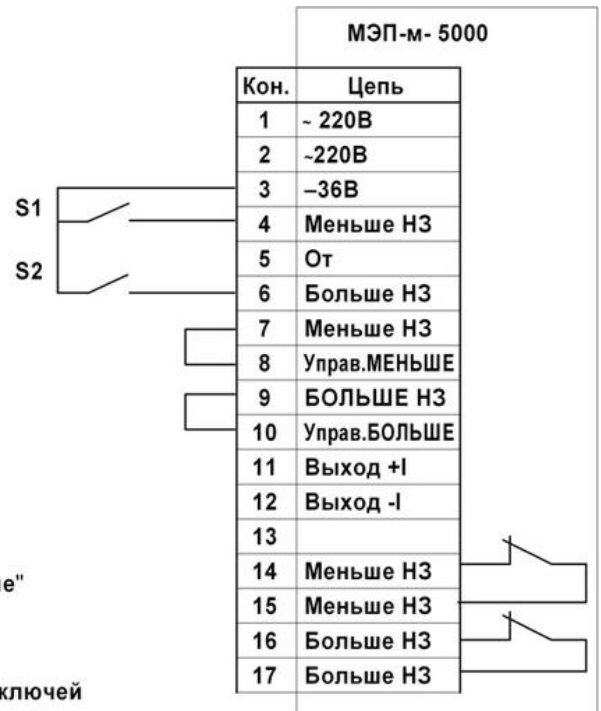 МЭП-м- 5000
Кон. Цепь
1 ~ 220В
2 ~220В
3 –36В
S1
4 Меньше НЗ
5 От
S2
6 Больше НЗ
7 Меньше НЗ
8 Управ.МЕНЬШЕ
9 БОЛЬШЕ НЗ
10 Управ.БОЛЬШЕ
11 Выход +I
12 Выход -I
13
14 Меньше НЗ
ие"
15 Меньше НЗ
16 Больше НЗ
17 Больше НЗ
ключей